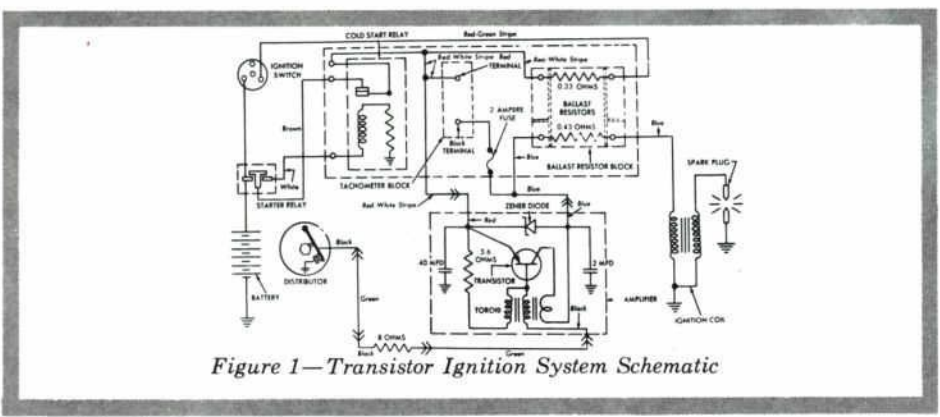 COLD START RELAY
Red-Green Stripe
IGNITION
SWITCH
Red White Stripe
Red
TERMINAL
Red White Stripe
0.33 OHMS
2 AMPERE
FUSE
BALLAST
RESISTORS
0.43 OHMS
Blue
Brown
Black
TERMINAL
Blue
BALLAST RESISTOR BLOCK
SPARK PLUG
White
TACHOMETER BLOCK
Blue
STARTER RELAY
Red White Stripe
ZENER DIODE
Blue
Red
Black
40 MFD
5.6
OHMS
TRANSISTOR
2 MFD
DISTRIBUTOR
BATTERY
Green
TOROID
Black
AMPLIFIER
IGNITION COIL
8 OHMS
Black
Green
Figure 1—Transistor Ignition System Schematic